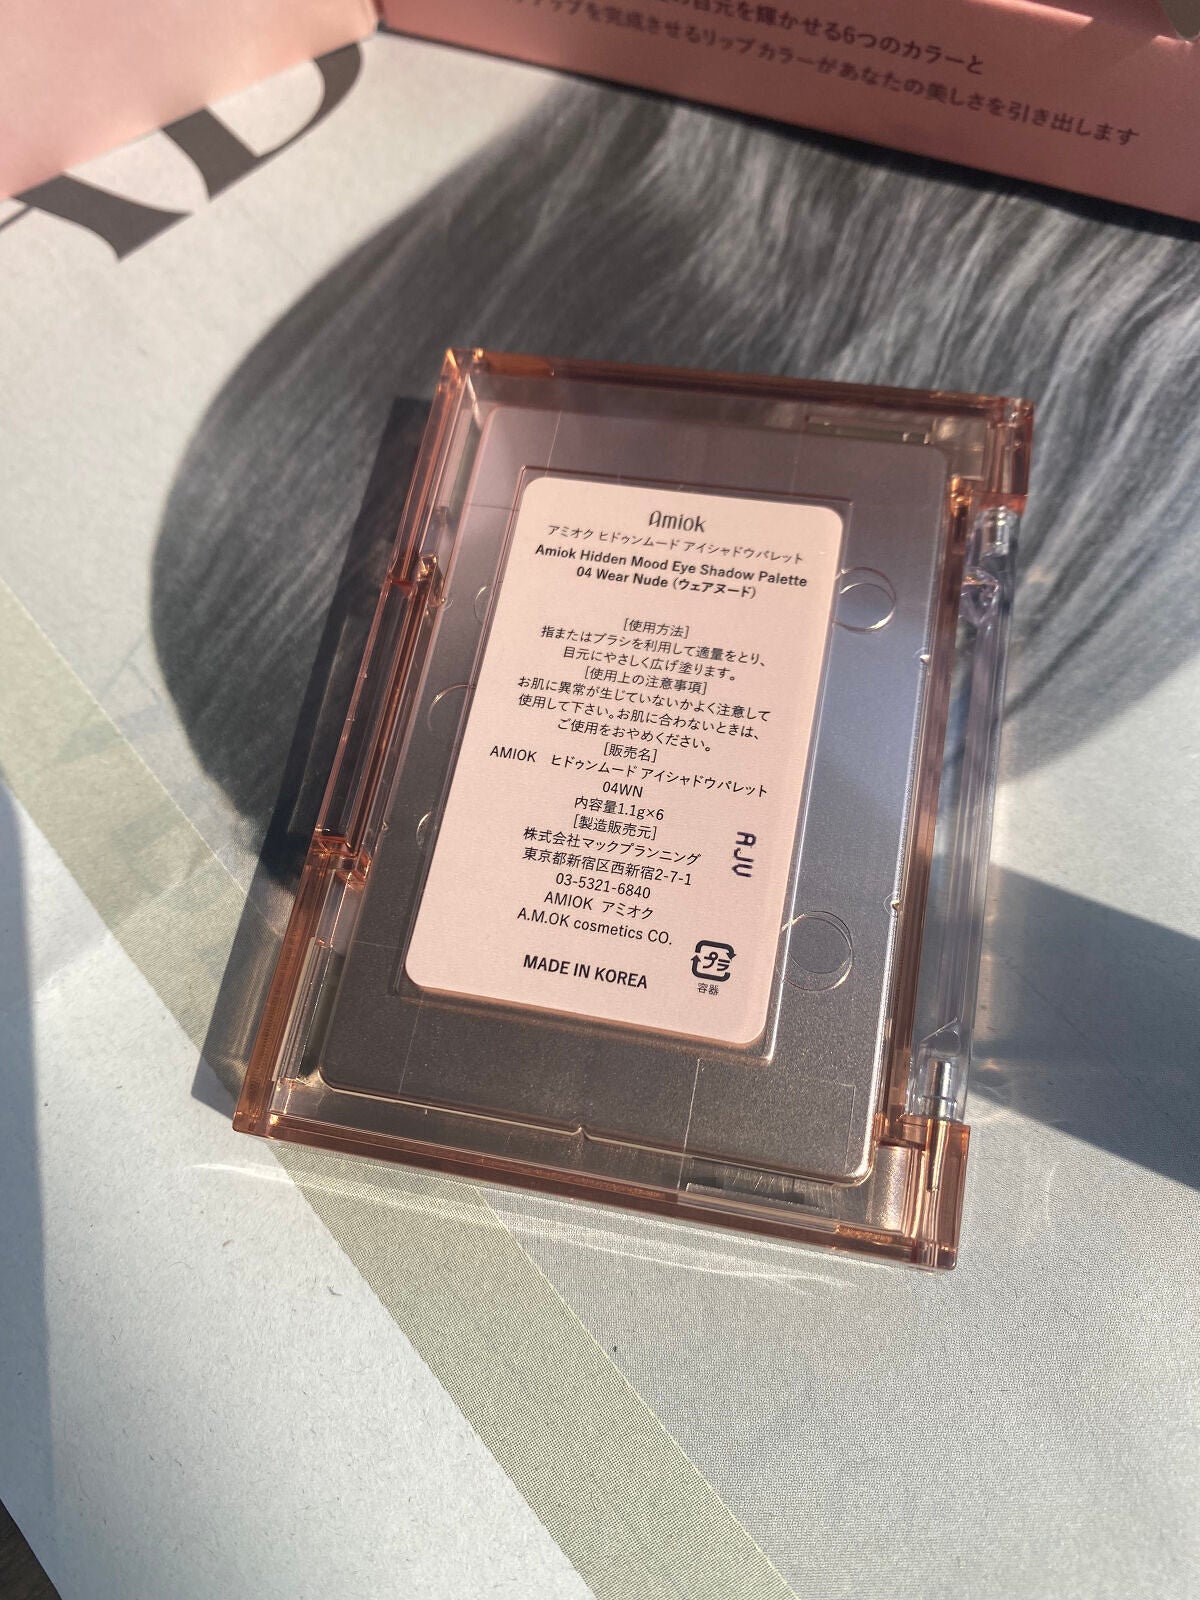 目元を輝かせる6つのカラーと
を完成させるリップカラーがあなたの美しさを引き出します
Amiok
アミオク ヒドゥンムード アイシャドウパレット
Amiok Hidden Mood Eye Shadow Palette
04 Wear Nude (ウェアヌード)
[使用方法]
指またはブラシを利用して適量をとり、
目元にやさしく広げ塗ります。
[使用上の注意事項]
お肌に異常が生じていないかよく注意して
使用して下さい。お肌に合わないときは、
ご使用をおやめください。
[販売名]
AMIOK ヒドゥンムード アイシャドウパレット
04WN
内容量1.1g×6
[製造販売元]
株式会社マックプランニング
東京都新宿区西新宿2-7-1
03-5321-6840
AMIOK アミオク
A.M.OK cosmetics CO.
MADE IN KOREA
AJU
プラ
容器